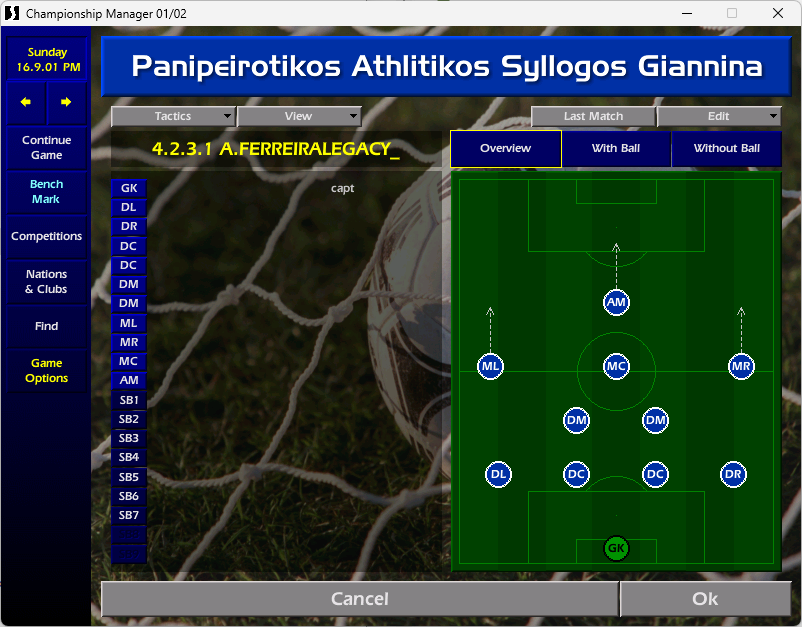 Championship Manager 01/02
Sunday
16.9.01 PM
Continue
Game
Bench
Mark
Competitions
Nations
& Clubs
Find
Game
Options
Panipeirotikos Athlitikos Syllogos Giannina
Tactics
View
Last Match
Edit
4.2.3.1 A.FERREIRALEGACY_
Overview
With Ball
Without Ball
GK
capt
DL
DR
DC
DC
DM
DM
ML
MR
MC
AM
SB1
SB2
SB3
SB4
SB5
SB6
SB7
AM
ML
MC
MR
DM
DM
DL
DC
DC
DR
GK
Cancel
Ok